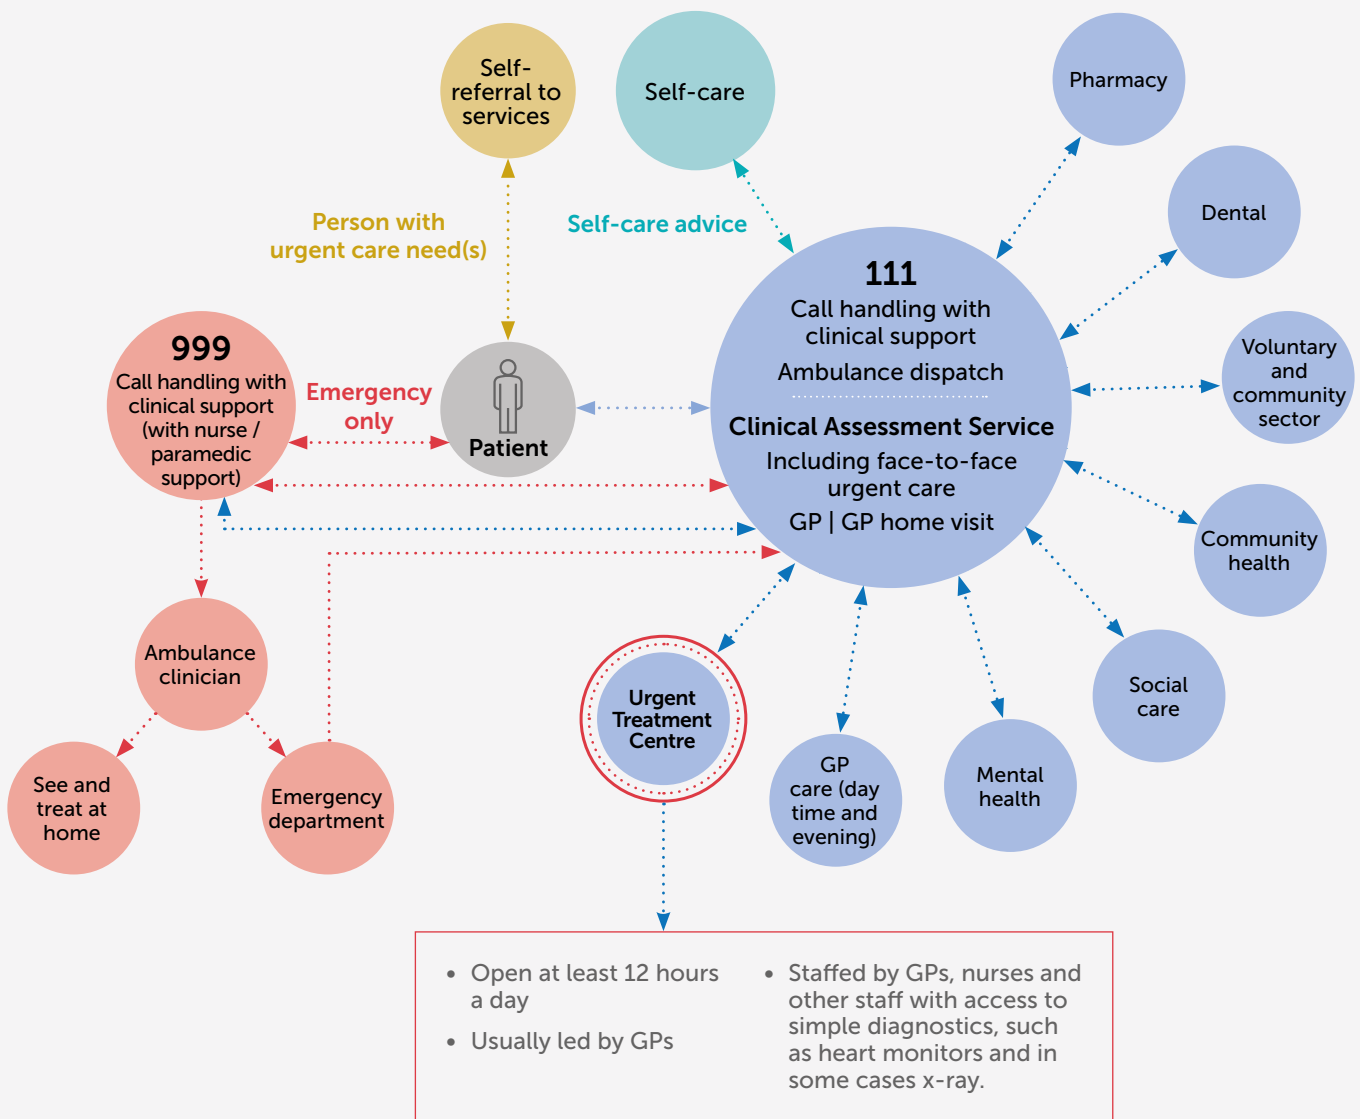 Self-
referral to
services
Self-care
Pharmacy
Dental
Person with
urgent care need(s)
Self-care advice
111
Call handling with
clinical support
Ambulance dispatch
Clinical Assessment Service
Including face-to-face
urgent care
GP | GP home visit
999
Call handling with
clinical support
(with nurse /
paramedic
support)
Emergency
only
Patient
Voluntary
and
community
sector
Community
health
Social
care
Mental
health
GP
care (day
time and
evening)
Urgent
Treatment
Centre
Ambulance
clinician
See and
treat at
home
Emergency
department
• Open at least 12 hours
a day
• Usually led by GPs
• Staffed by GPs, nurses and
other staff with access to
simple diagnostics, such
as heart monitors and in
some cases x-ray.